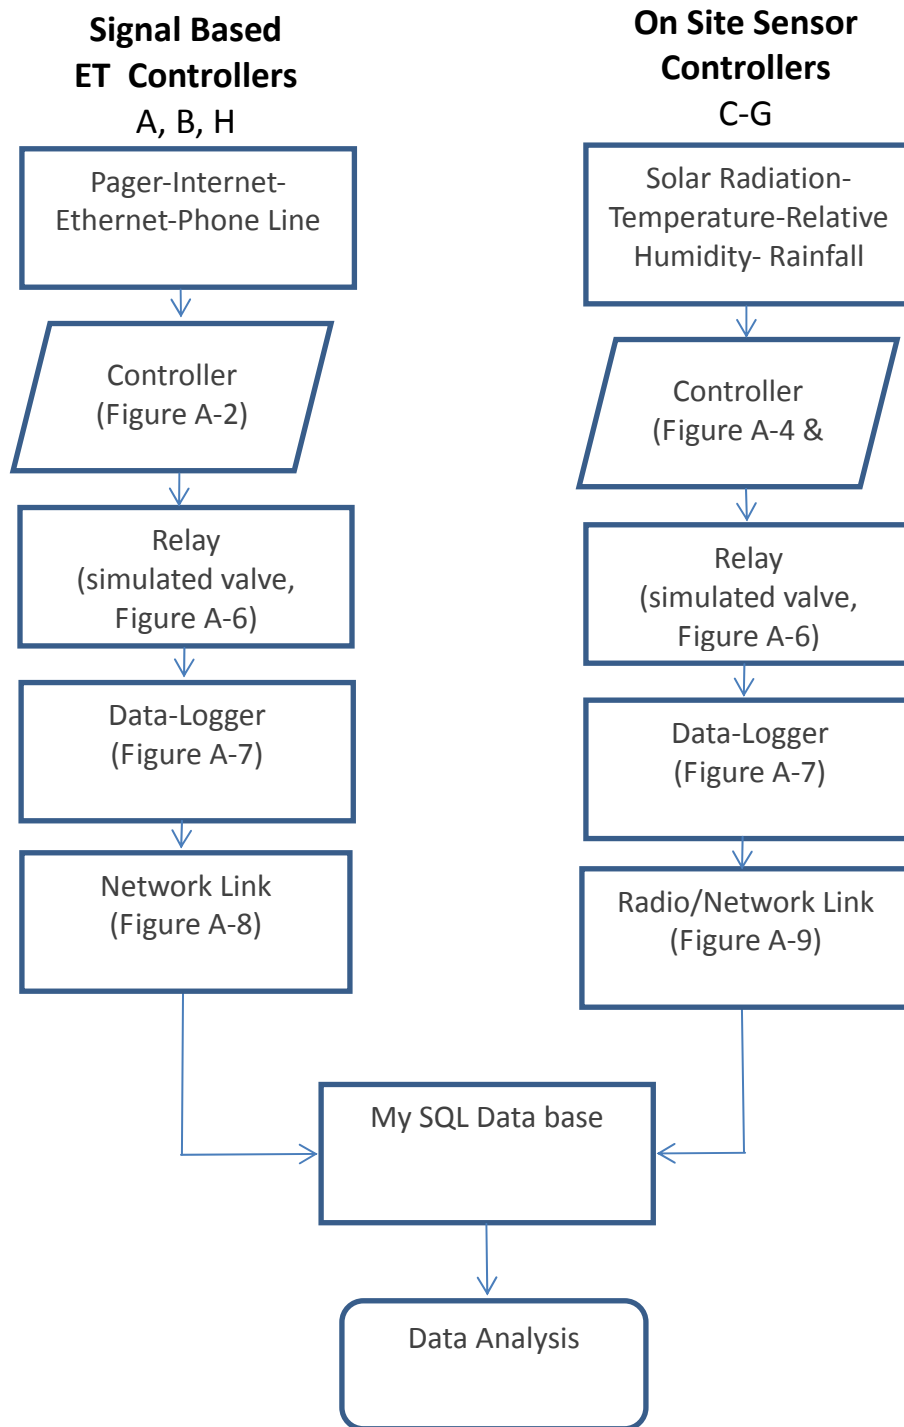 Signal Based
ET Controllers
A, B, H
Pager-Internet-
Ethernet-Phone Line
Controller
(Figure A-2)
Relay
(simulated valve,
Figure A-6)
Data-Logger
(Figure A-7)
Network Link
(Figure A-8)
On Site Sensor
Controllers
C-G
Solar Radiation-
Temperature-Relative
Humidity- Rainfall
Controller
(Figure A-4 &
Relay
(simulated valve,
Figure A-6)
Data-Logger
(Figure A-7)
Radio/Network Link
(Figure A-9)
My SQL Data base
Data Analysis